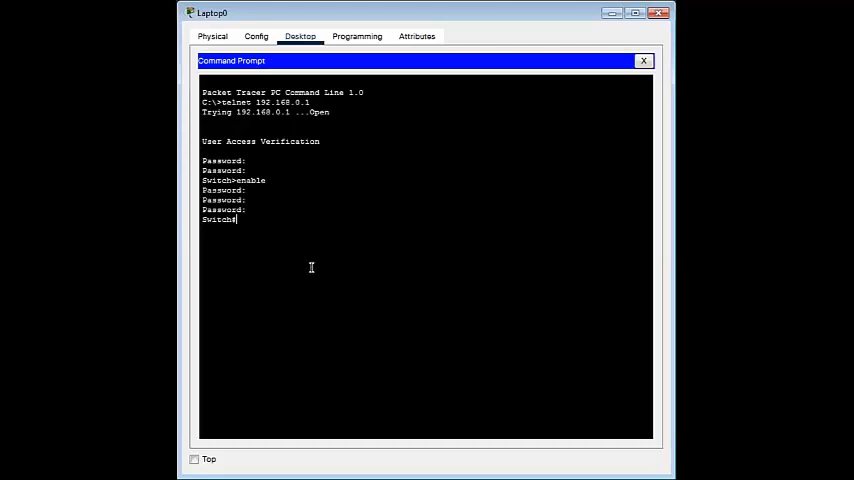 Laptop0
Physical Config Desktop Programming Attributes
Command Prompt X
Packet Tracer PC Command Line 1.0
C:\>telnet 192.168.0.1
Trying 192.168.0.1 ...Open
User Access Verification
Password:
Password:
Switch>enable
Password:
Password:
Password:
Switch#
Top